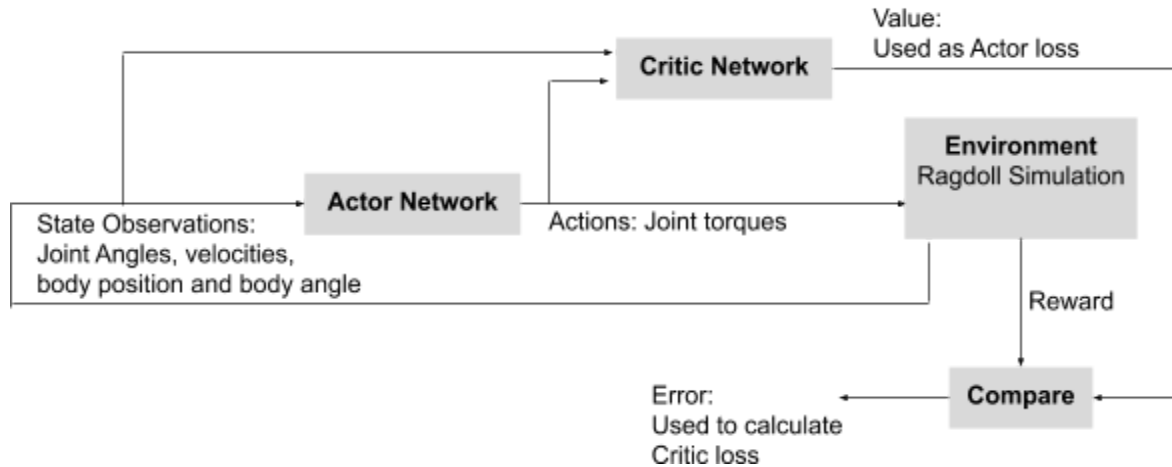 Value:
Used as Actor loss
Critic Network
Environment
Ragdoll Simulation
Actor Network
State Observations:
Joint Angles, velocities,
body position and body angle
Actions: Joint torques
Reward
Compare
Error:
Used to calculate
Critic loss